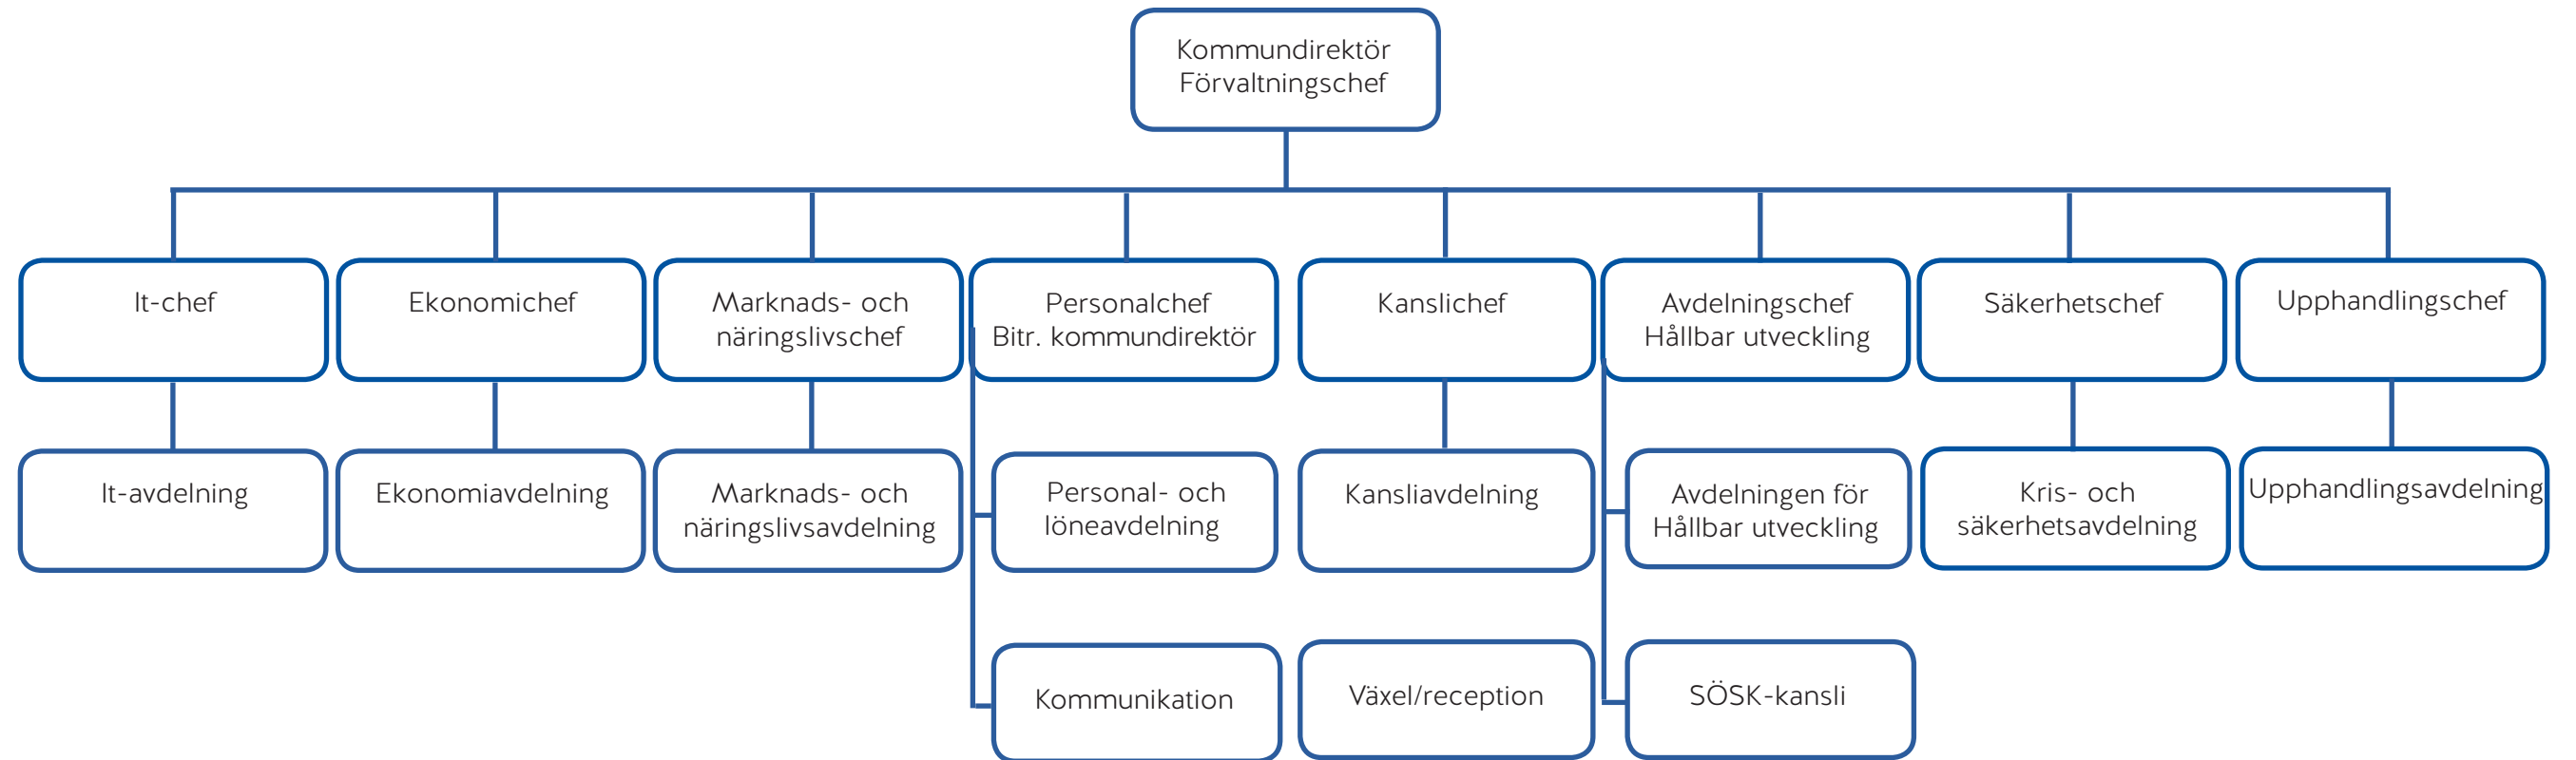 Kommundirektör
Förvaltningschef
It-chef
Ekonomichef
Marknads- och
näringslivschef
Personalchef
Bitr. kommundirektör
Kanslichef
Avdelningschef
Hållbar utveckling
Säkerhetschef
Upphandlingschef
It-avdelning
Ekonomiavdelning
Marknads- och
näringslivsavdelning
Personal- och
löneavdelning
Kansliavdelning
Avdelningen för
Hållbar utveckling
Kris- och
säkerhetsavdelning
Upphandlingsavdelning
Kommunikation
Växel/reception
SÖSK-kansli